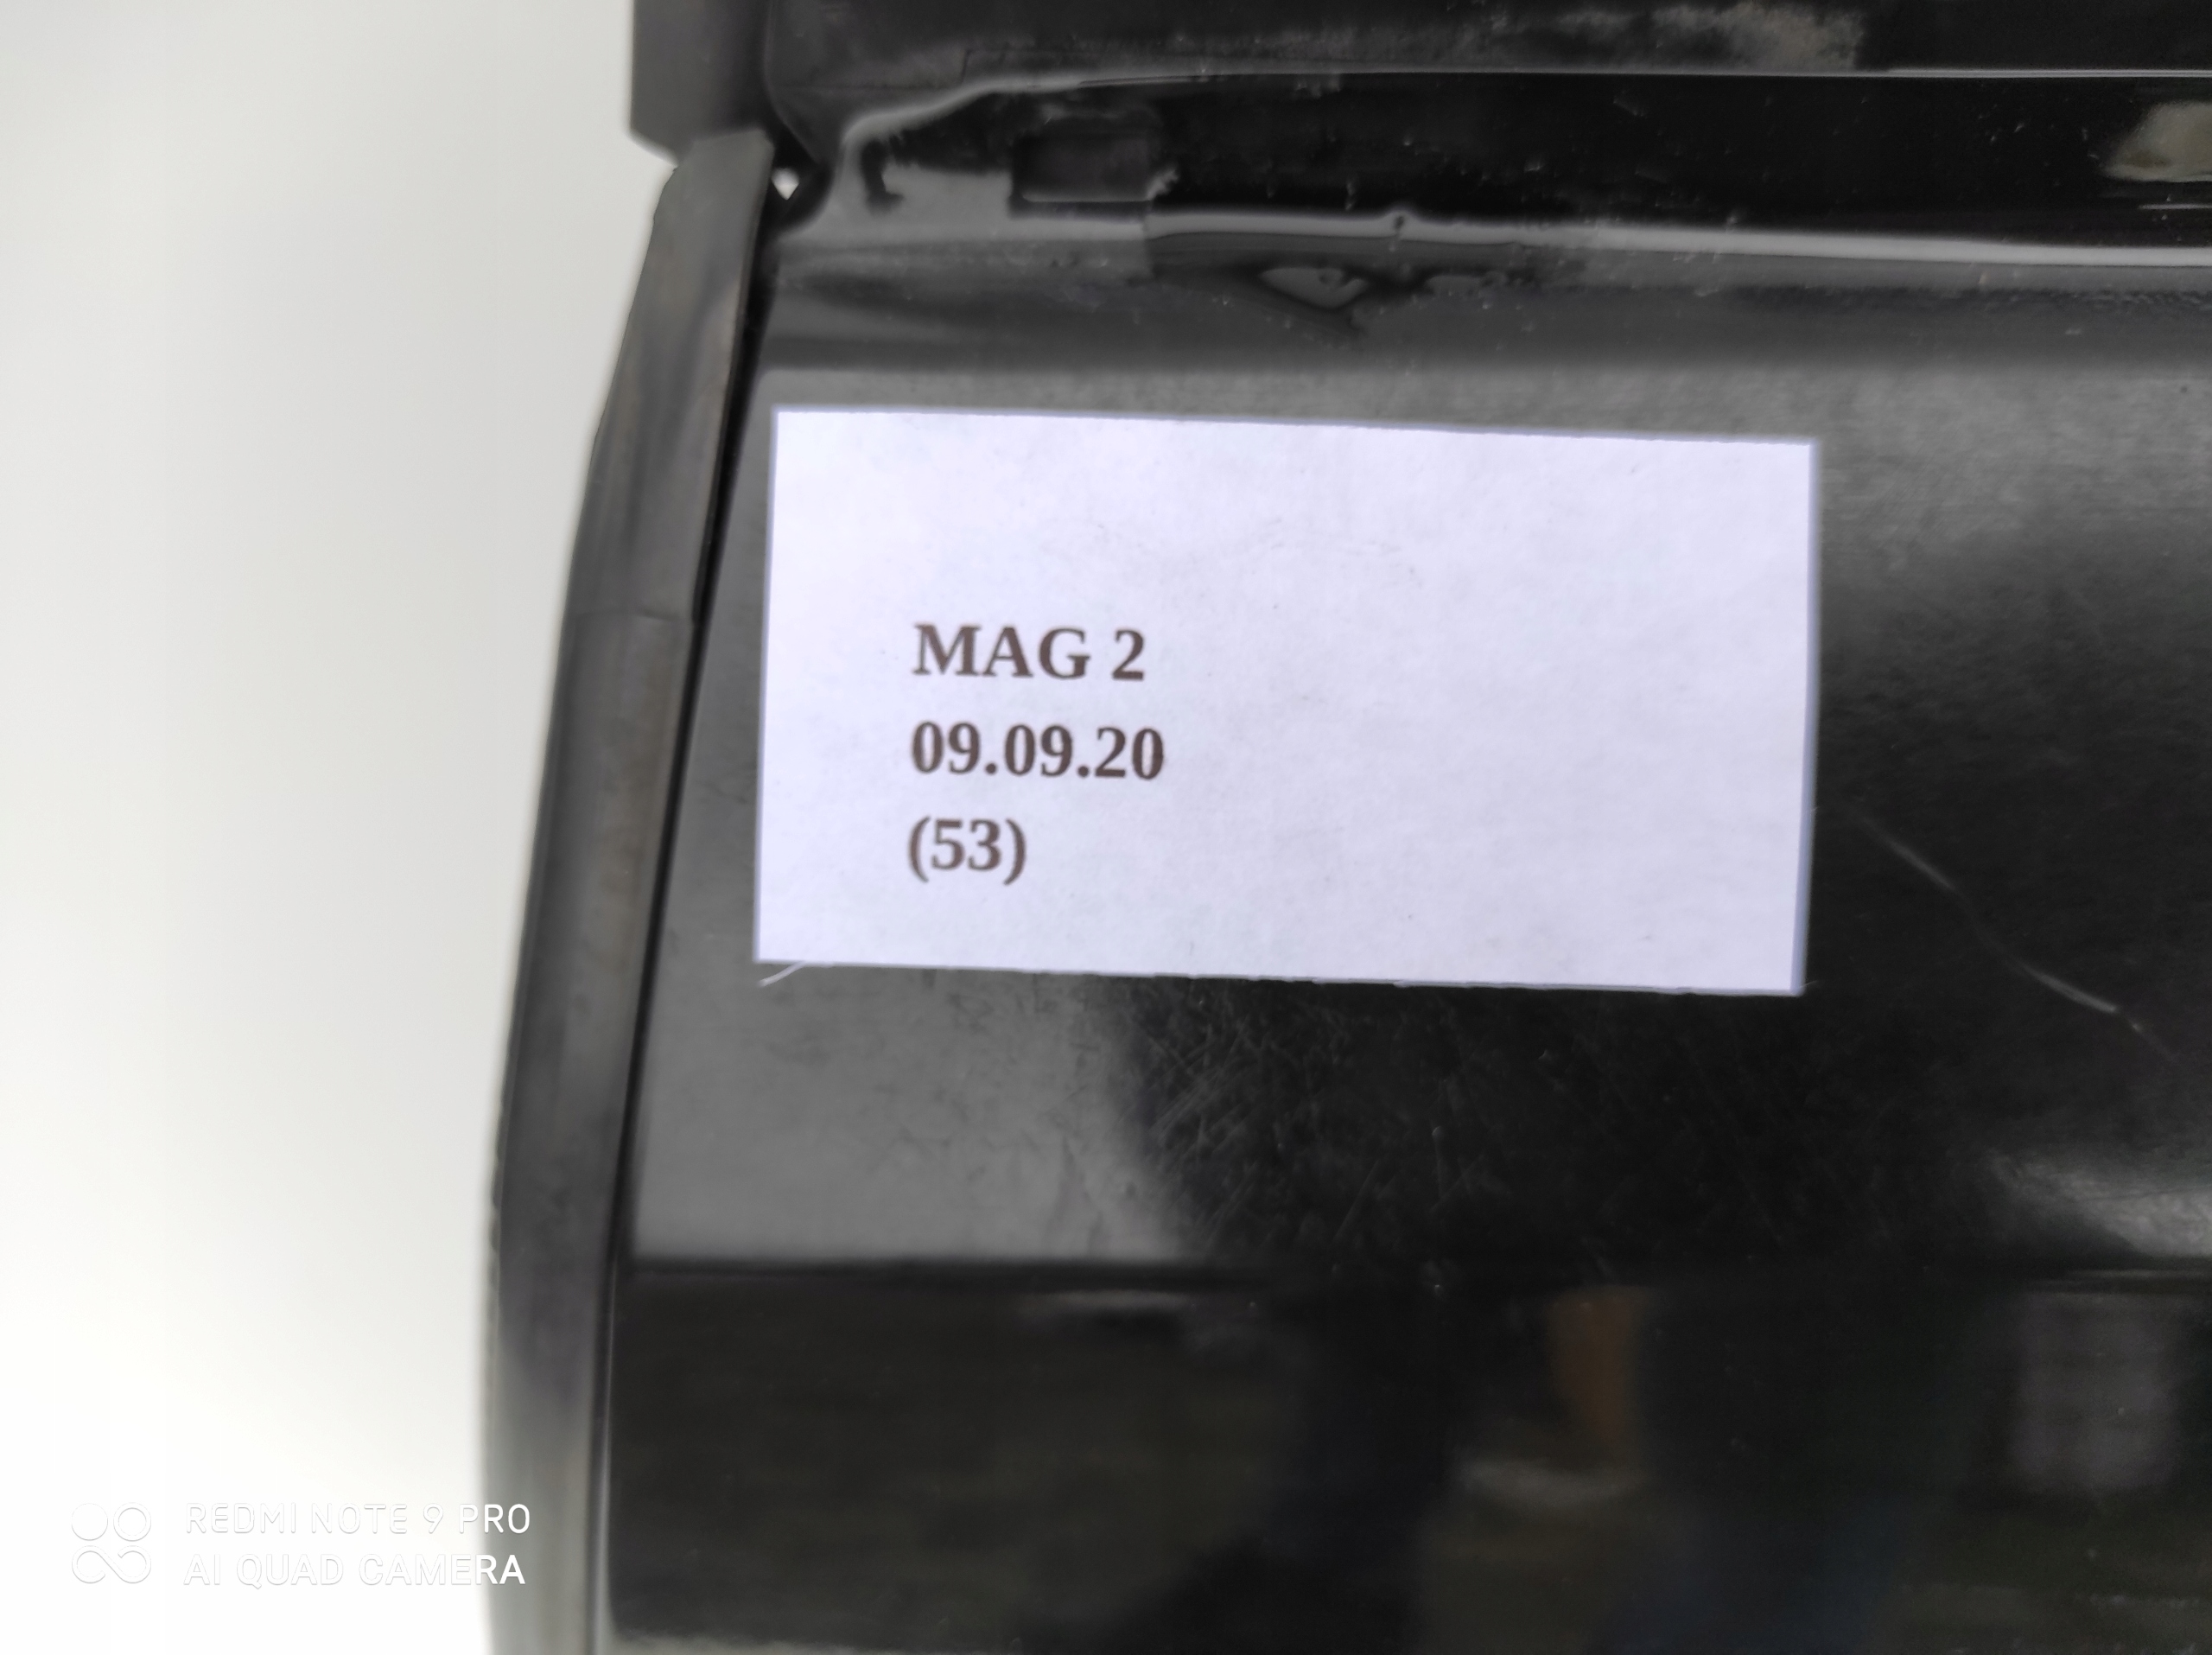 MAG 2
09.09.20
(53)
REDMI NOTE 9 PRO
AI QUAD CAMERA